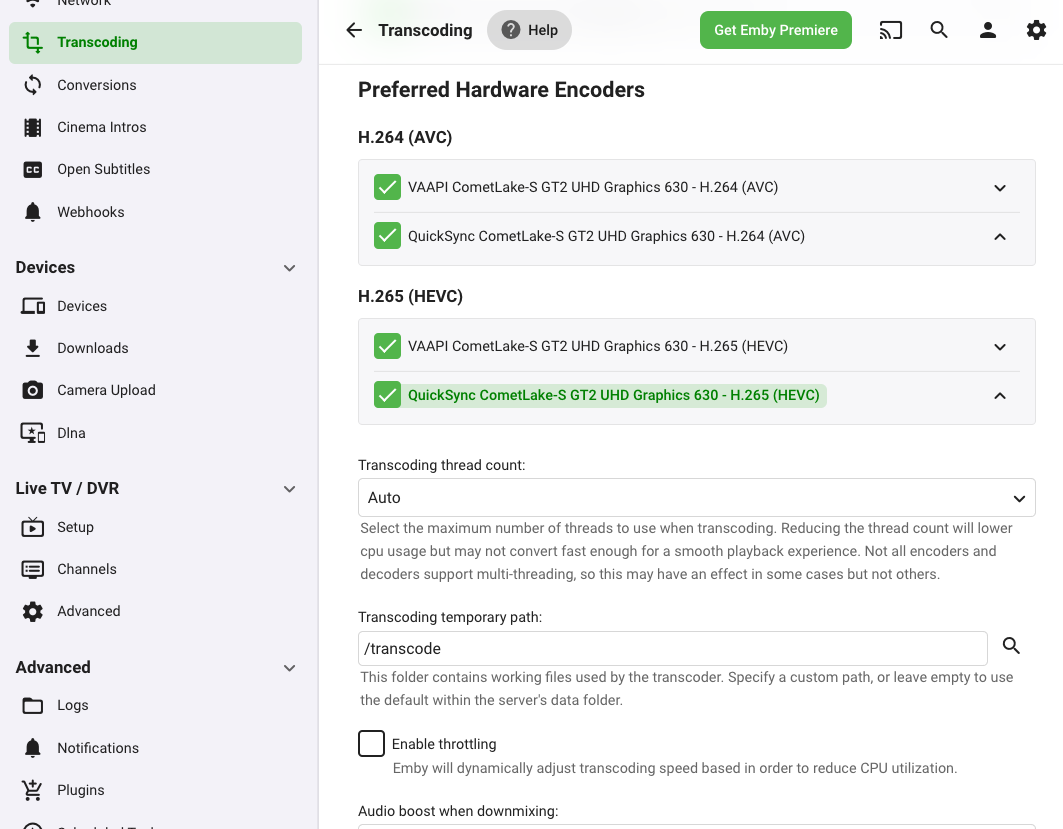 Network
Transcoding
Conversions
Cinema Intros
CC Open Subtitles
Webhooks
Devices
Devices
Downloads
Camera Upload
Dlna
Live TV / DVR
Setup
Channels
Advanced
Advanced
Logs
Notifications
Plugins
Transcoding
? Help
Get Emby Premiere
Preferred Hardware Encoders
H.264 (AVC)
VAAPI CometLake-S GT2 UHD Graphics 630 - H.264 (AVC)
QuickSync CometLake-S GT2 UHD Graphics 630 - H.264 (AVC)
H.265 (HEVC)
VAAPI CometLake-S GT2 UHD Graphics 630 - H.265 (HEVC)
QuickSync CometLake-S GT2 UHD Graphics 630 - H.265 (HEVC)
Transcoding thread count:
Auto
Select the maximum number of threads to use when transcoding. Reducing the thread count will lower
cpu usage but may not convert fast enough for a smooth playback experience. Not all encoders and
decoders support multi-threading, so this may have an effect in some cases but not others.
Transcoding temporary path:
/transcode
This folder contains working files used by the transcoder. Specify a custom path, or leave empty to use
the default within the server's data folder.
Enable throttling
Emby will dynamically adjust transcoding speed based in order to reduce CPU utilization.
Audio boost when downmixing: